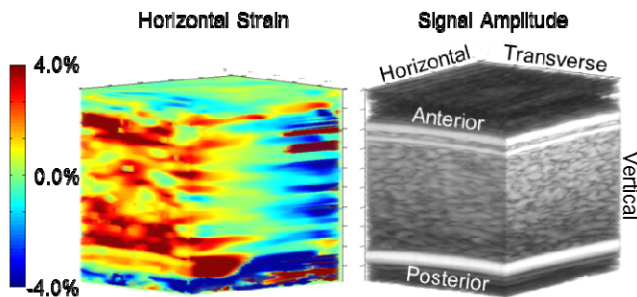 Horizontal Strain
Signal Amplitude
4.0%
0.0%
-4.0%
Horizontal
Transverse
Anterior
Vertical
Posterior